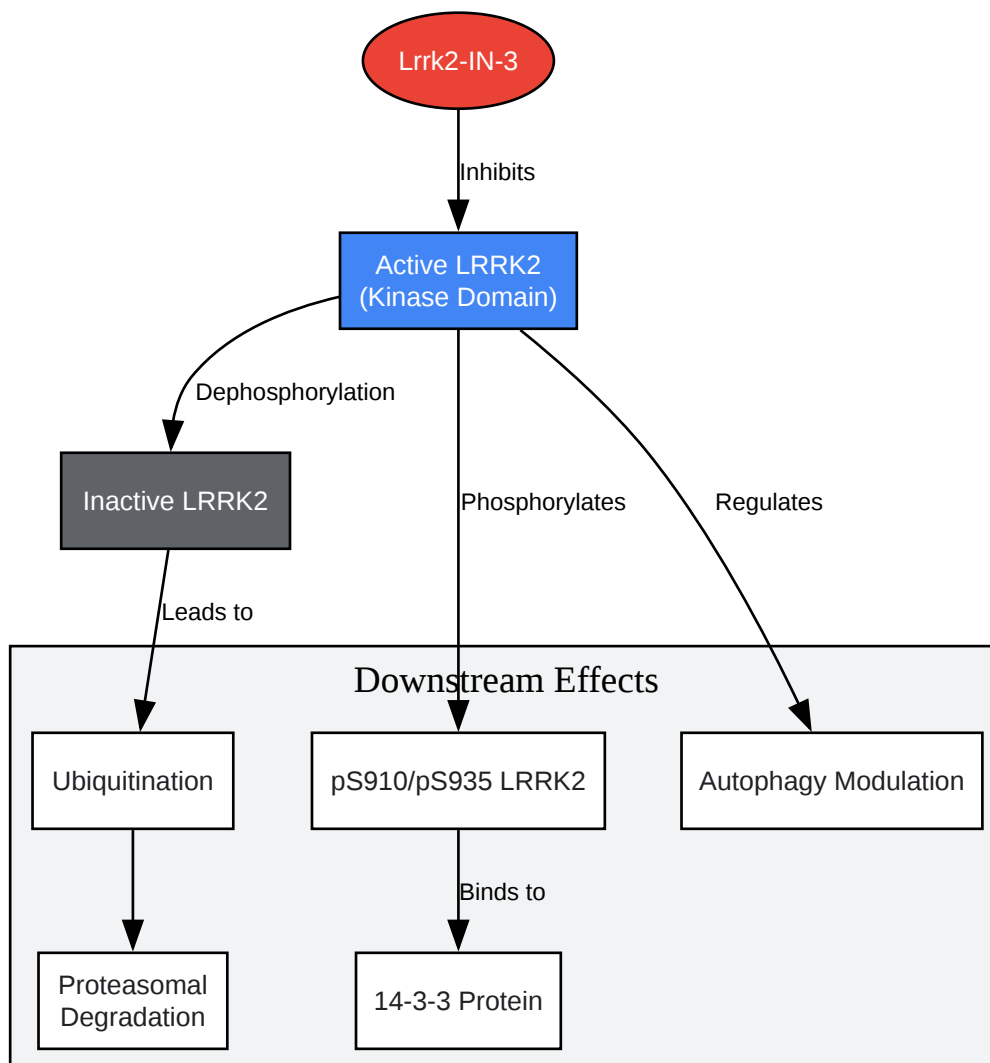 Lrrk2-IN-3
Inhibits
Active LRRK2
(Kinase Domain)
Dephosphorylation
Inactive LRRK2
Phosphorylates
Regulates
Leads to
Downstream Effects
Ubiquitination
pS910/pS935 LRRK2
Autophagy Modulation
Binds to
Proteasomal
Degradation
14-3-3 Protein